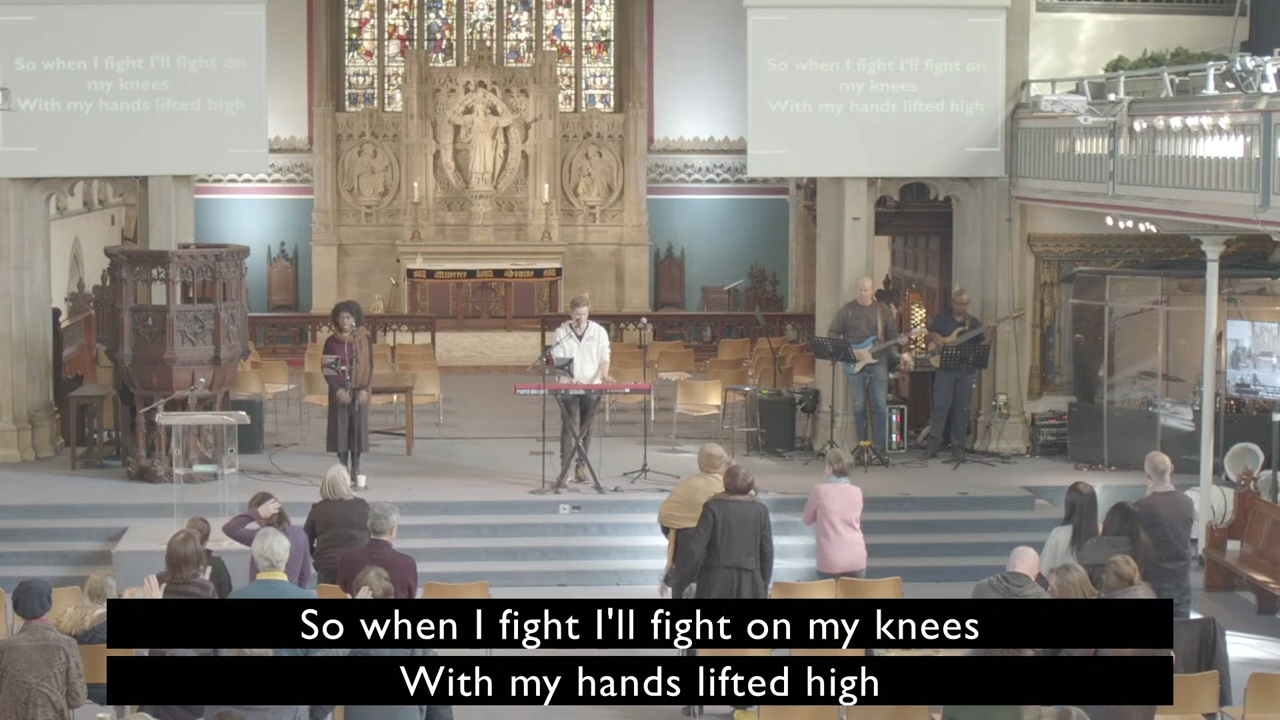 So when I fight I'll fight on
my knees
With my hands lifted high
So when I fight I'll fight on
my knees
With my hands lifted high
Miserere Domine
So when I fight I'll fight on my knees
With my hands lifted high